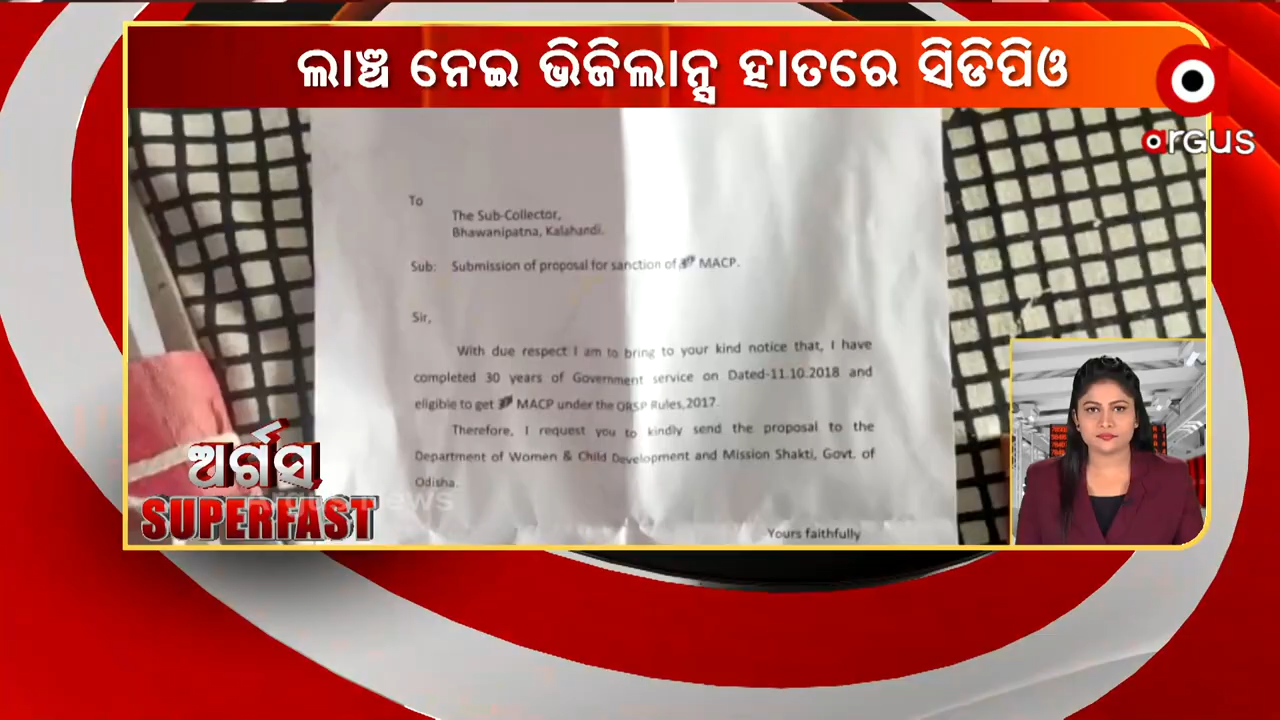 ଲାଞ୍ଚ ନେଇ ଭିଜିଲାନ୍ସ ହାତରେ ସିଡିପିଓ
argus
To
The Sub-Collector,
Bhawanipatna, Kalahandi.
Sub: Submission of proposal for sanction of MACP.
Sir,
With due respect I am to bring to your kind notice that, I have
completed 30 years of Government service on Dated-11.10.2018 and
eligible to get MACP under the ORSP Rules,2017.
Therefore, I request you to kindly send the proposal to the
Department of Women & Child Development and Mission Shakti, Govt. of
Odisha.
Yours faithfully
ଅର୍ଗସ
SUPERFAST